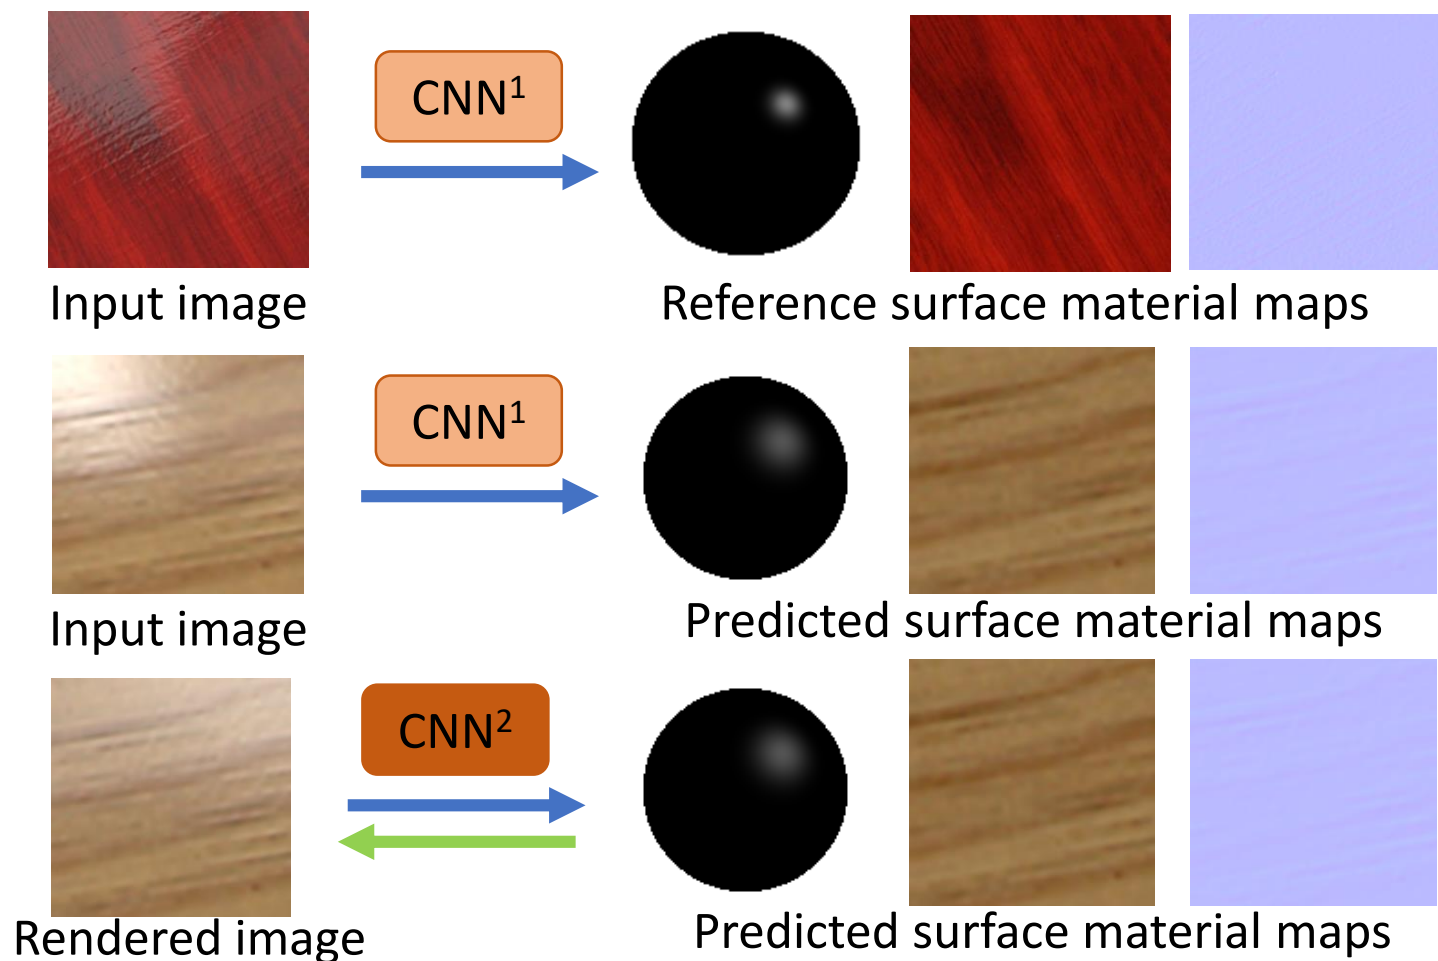 CNN¹
Input image
Reference surface material maps
CNN¹
Input image
Predicted surface material maps
CNN²
Rendered image
Predicted surface material maps